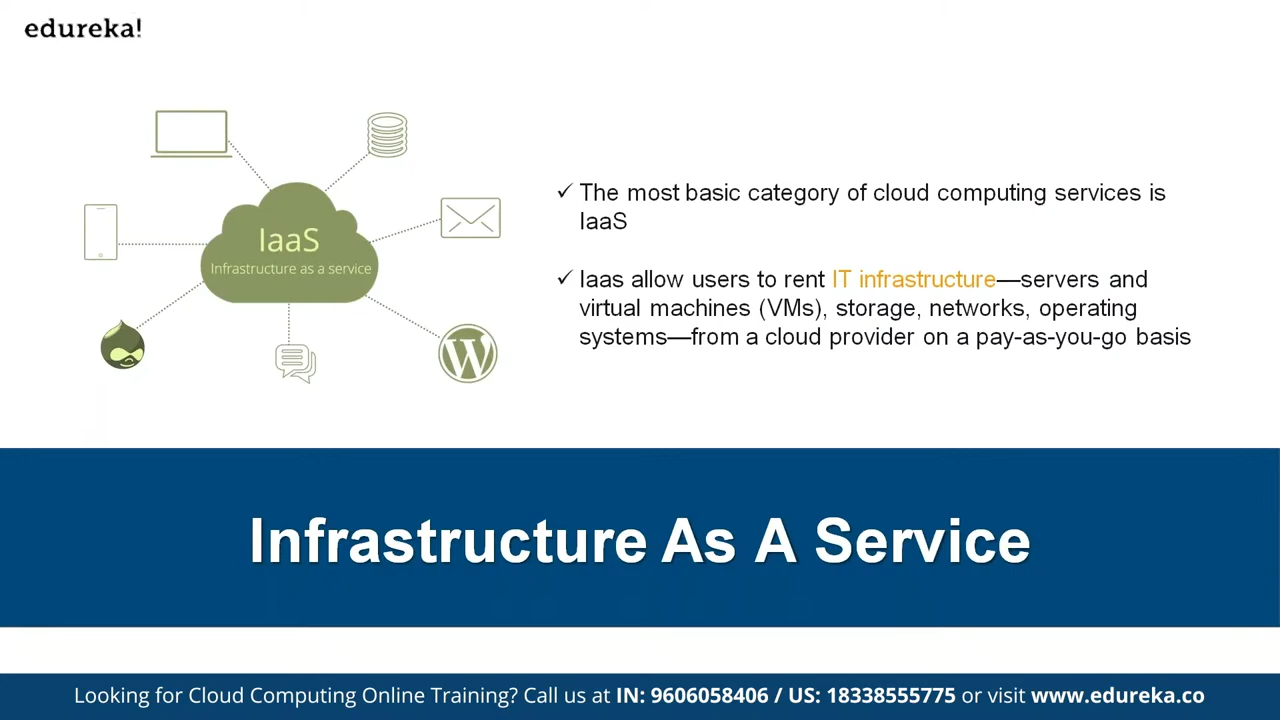 edureka!
IaaS
Infrastructure as a service
✓ The most basic category of cloud computing services is
IaaS
✓ Iaas allow users to rent IT infrastructure—servers and
virtual machines (VMs), storage, networks, operating
systems—from a cloud provider on a pay-as-you-go basis
Infrastructure As A Service
Looking for Cloud Computing Online Training? Call us at IN: 9606058406 / US: 18338555775 or visit www.edureka.co